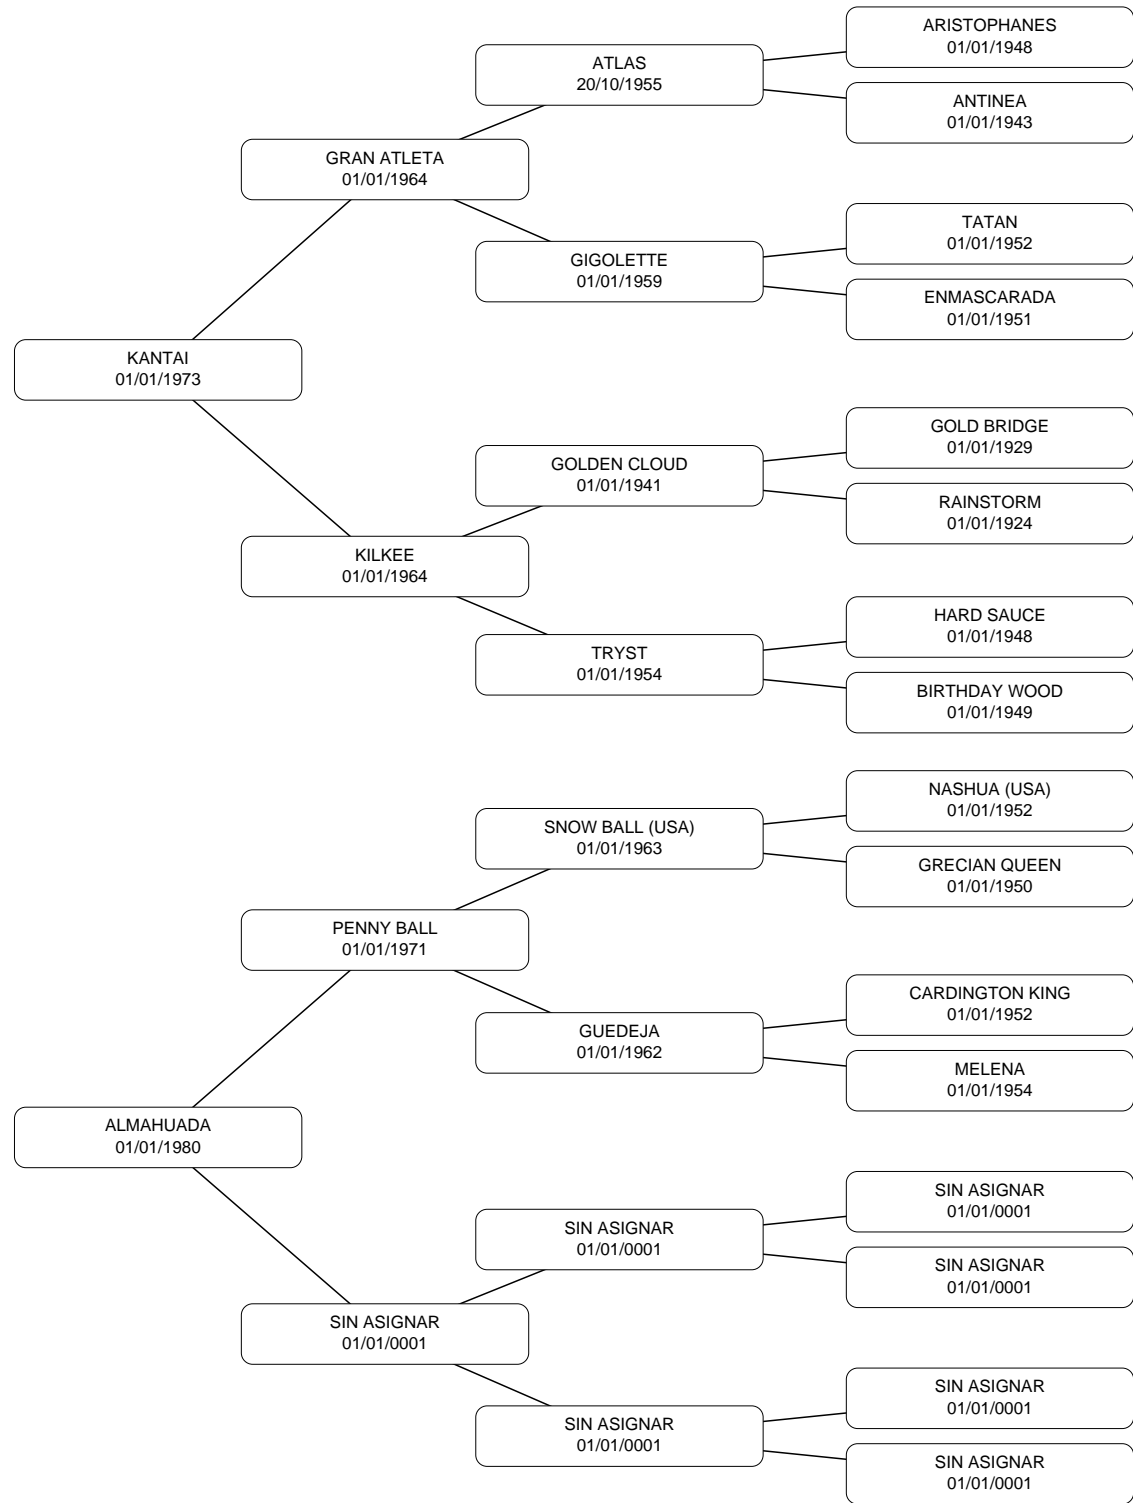 ARISTOPHANES
01/01/1948
ATLAS
20/10/1955
ANTINEA
01/01/1943
GRAN ATLETA
01/01/1964
TATAN
01/01/1952
GIGOLETTE
01/01/1959
ENMASCARADA
01/01/1951
KANTAI
01/01/1973
GOLD BRIDGE
01/01/1929
GOLDEN CLOUD
01/01/1941
RAINSTORM
01/01/1924
KILKEE
01/01/1964
HARD SAUCE
01/01/1948
TRYST
01/01/1954
BIRTHDAY WOOD
01/01/1949
NASHUA (USA)
01/01/1952
SNOW BALL (USA)
01/01/1963
GRECIAN QUEEN
01/01/1950
PENNY BALL
01/01/1971
CARDINGTON KING
01/01/1952
GUEDEJA
01/01/1962
MELENA
01/01/1954
ALMAHUADA
01/01/1980
SIN ASIGNAR
01/01/0001
SIN ASIGNAR
01/01/0001
SIN ASIGNAR
01/01/0001
SIN ASIGNAR
01/01/0001
SIN ASIGNAR
01/01/0001
SIN ASIGNAR
01/01/0001
SIN ASIGNAR
01/01/0001